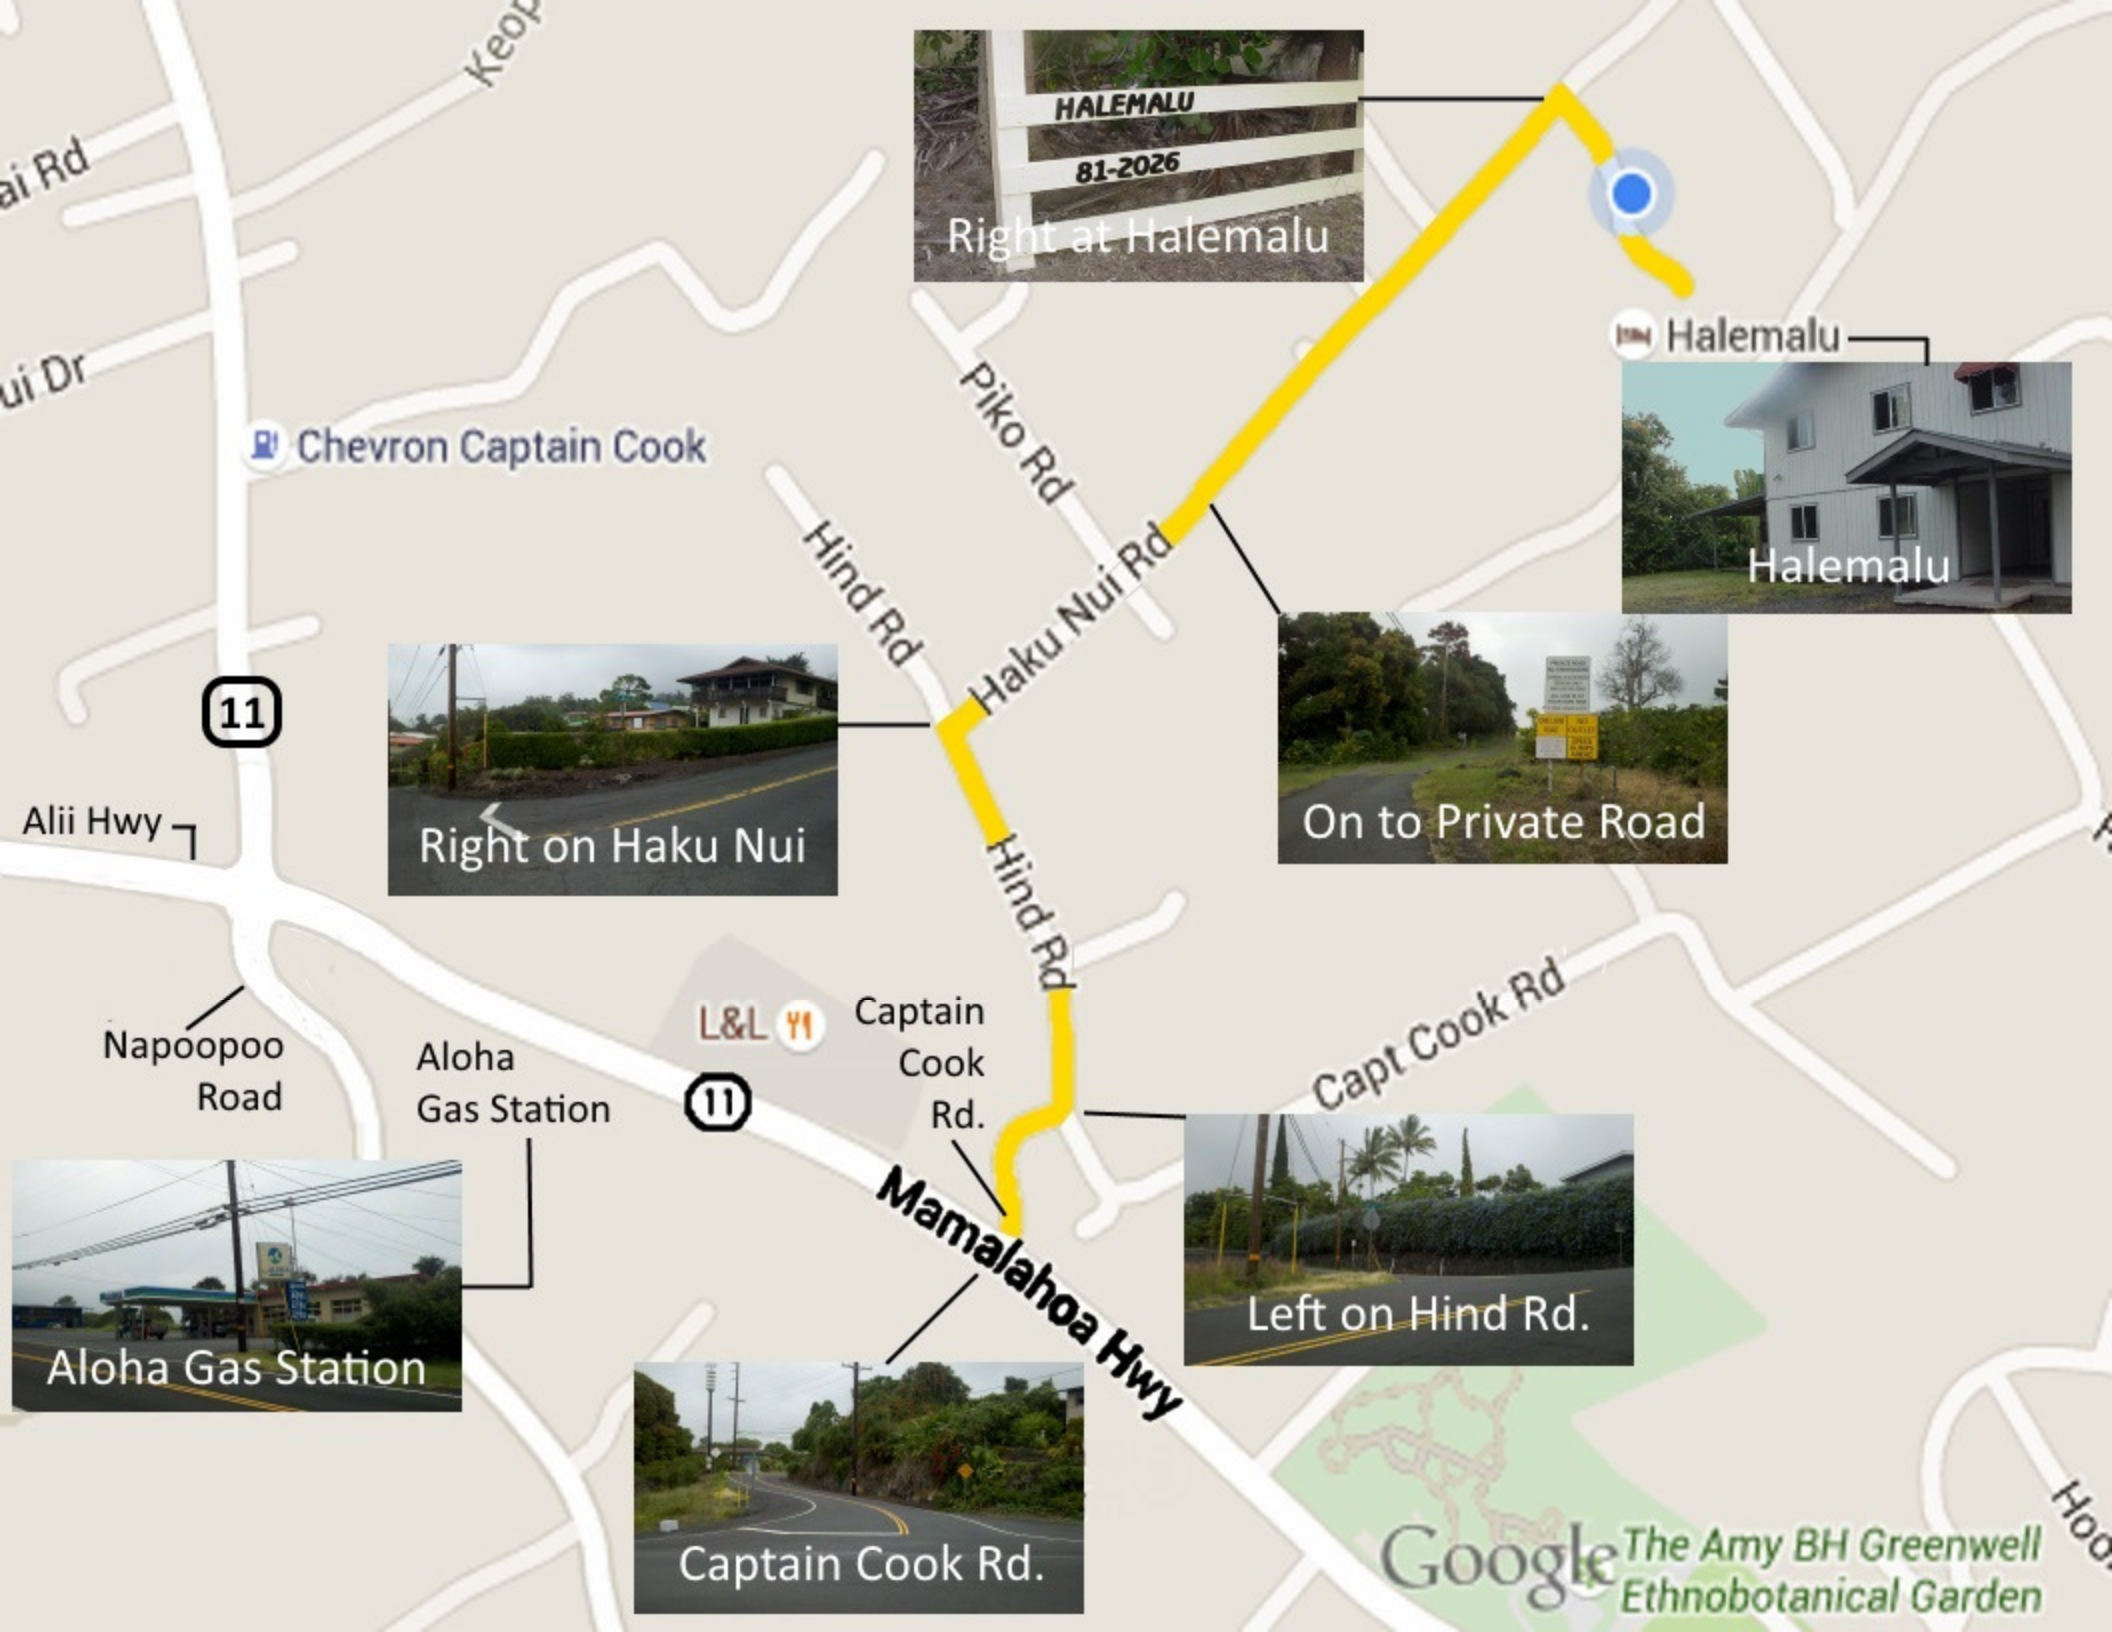 Keop
ai Rd
HALEMALU
81-2026
Right at Halemalu
ui Dr
Halemalu
Piko Rd
Chevron Captain Cook
Hind Rd
Haku Nui Rd
Halemalu
11
Right on Haku Nui
On to Private Road
Alii Hwy
Hind Rd
Capt Cook Rd
L&L
Captain
Cook
Rd.
Napoopoo
Road
Aloha
Gas Station
11
Mamalahoa Hwy
Left on Hind Rd.
Aloha Gas Station
Captain Cook Rd.
Google
The Amy BH Greenwell
Ethnobotanical Garden